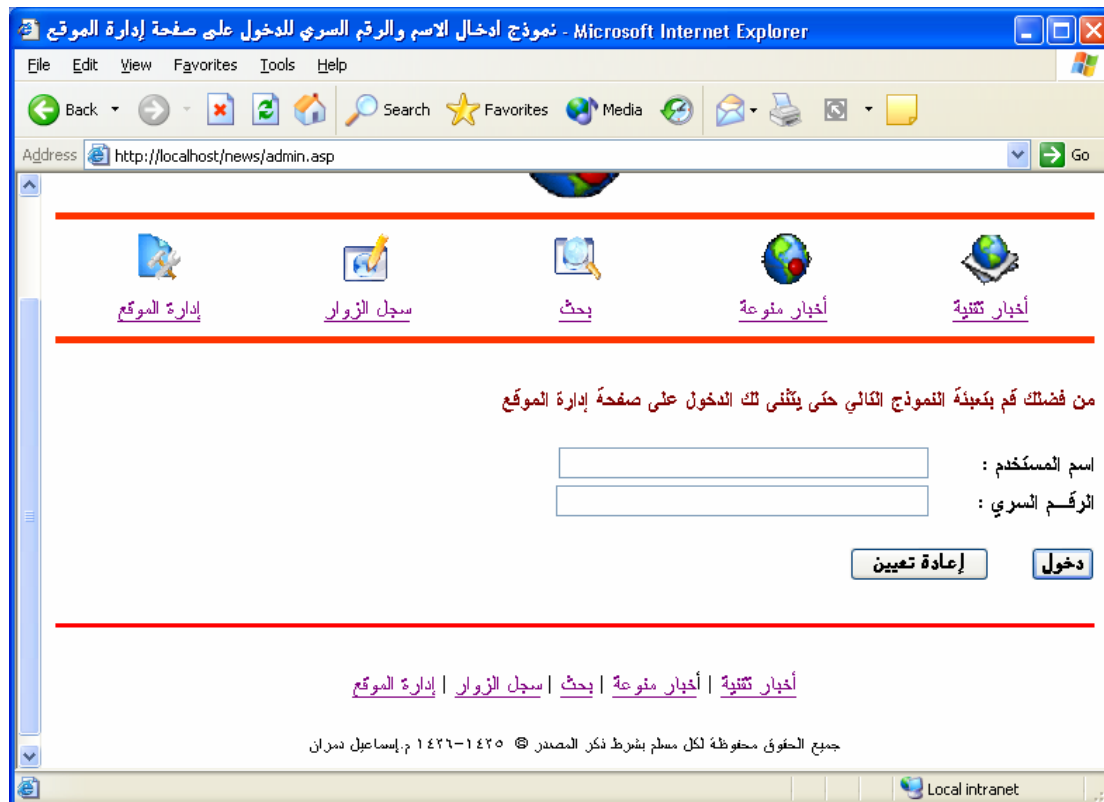 نموذج ادخال الاسم والرقم السري للدخول على صفحة إدارة الموقع - Microsoft Internet Explorer
File Edit View Favorites Tools Help
Back Search Favorites Media
Address http://localhost/news/admin.asp Go
أخبار تقنية أخبار منوعة بحث سجل الزوار إدارة الموقع
من فضلك قم بتعبئة النموذج التالي حتى يتثنى لك الدخول على صفحة إدارة الموقع
اسم المستخدم :
الرقــم السري :
دخول إعادة تعيين
أخبار تقنية | أخبار منوعة | بحث | سجل الزوار | إدارة الموقع
جميع الحقوق محفوظة لكل مسلم بشرط ذكر المصدر © ١٤٢٥-١٤٢٦ م.إسماعيل دمران
Local intranet